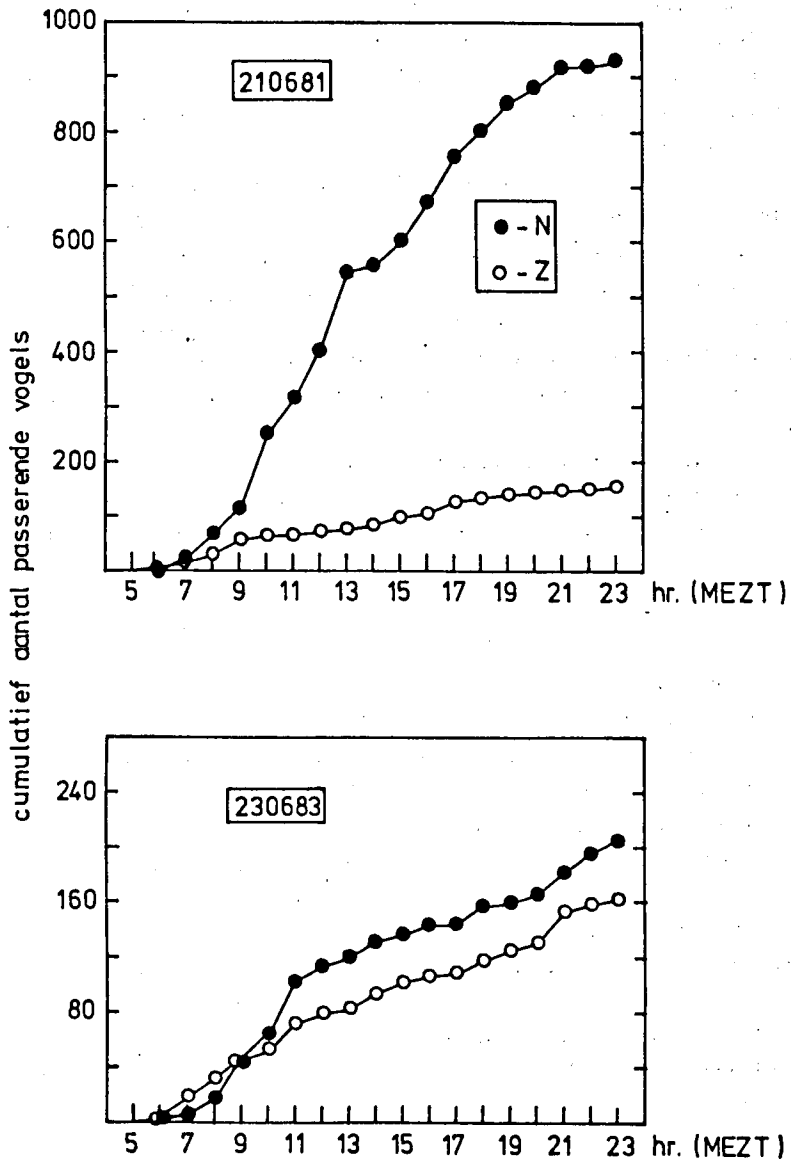 cumulatief aantal passerende vogels
1000
800
600
400
200
210681
● - N
○ - Z
5 7 9 11 13 15 17 19 21 23 hr. (MEZT)
240
160
80
230683
5 7 9 11 13 15 17 19 21 23 hr. (MEZT)